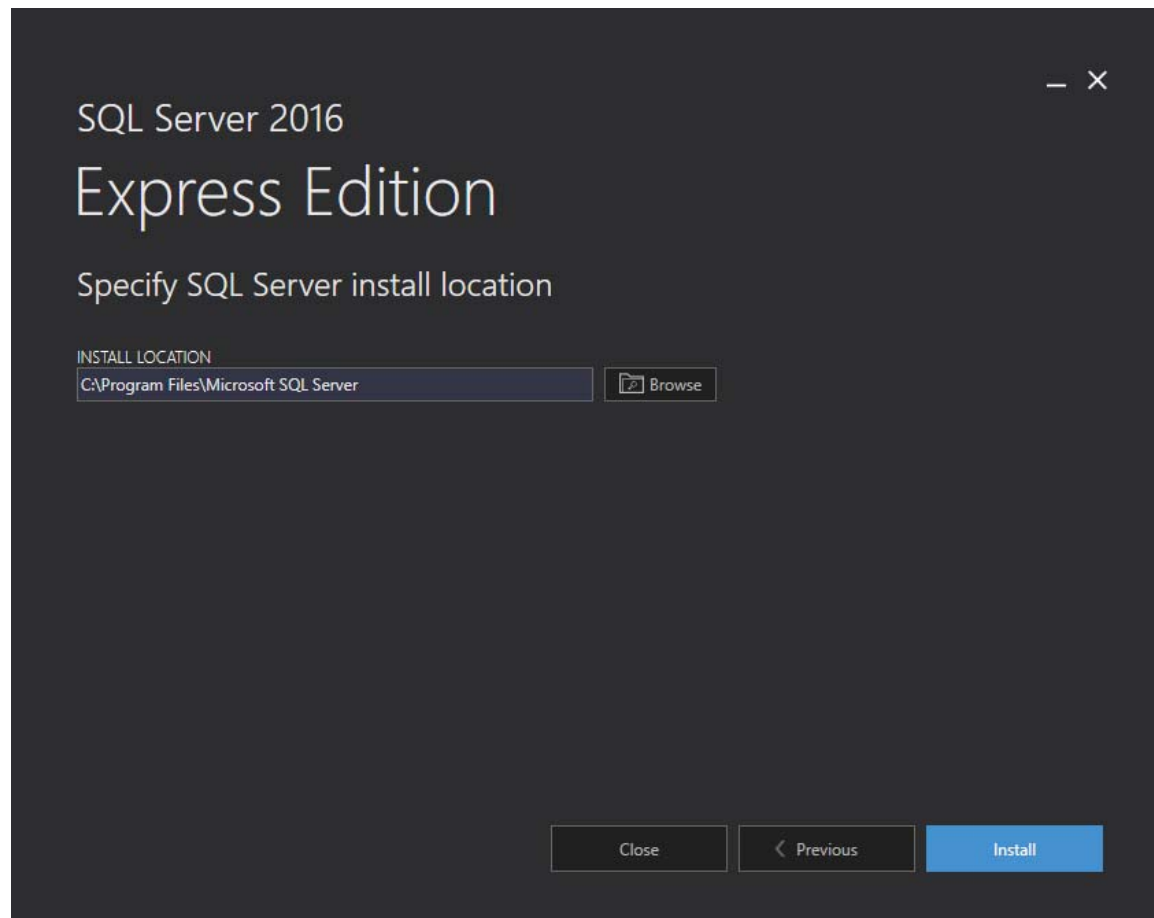 SQL Server 2016
Express Edition
Specify SQL Server install location
INSTALL LOCATION
C:\Program Files\Microsoft SQL Server
Browse
Close
Previous
Install